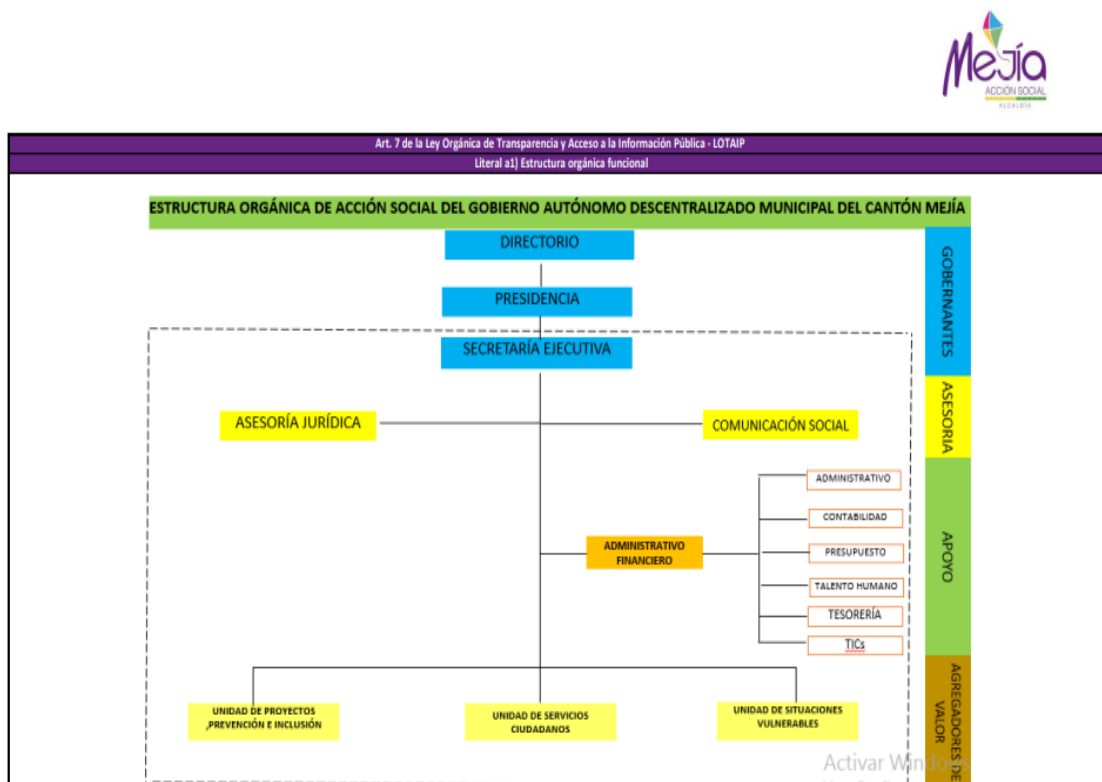 Mejía
ACCIÓN SOCIAL
ALCALDÍA
Art. 7 de la Ley Orgánica de Transparencia y Acceso a la Información Pública - LOTAIP
Literal a1) Estructura orgánica funcional
ESTRUCTURA ORGÁNICA DE ACCIÓN SOCIAL DEL GOBIERNO AUTÓNOMO DESCENTRALIZADO MUNICIPAL DEL CANTÓN MEJÍA
DIRECTORIO
PRESIDENCIA
SECRETARÍA EJECUTIVA
GOBERNANTES
ASESORÍA JURÍDICA
COMUNICACIÓN SOCIAL
ASESORIA
ADMINISTRATIVO
FINANCIERO
ADMINISTRATIVO
CONTABILIDAD
PRESUPUESTO
TALENTO HUMANO
TESORERÍA
TICs
APOYO
UNIDAD DE PROYECTOS
,PREVENCIÓN E INCLUSIÓN
UNIDAD DE SERVICIOS
CIUDADANOS
UNIDAD DE SITUACIONES
VULNERABLES
AGREGADORES DE
VALOR
Activar Windows